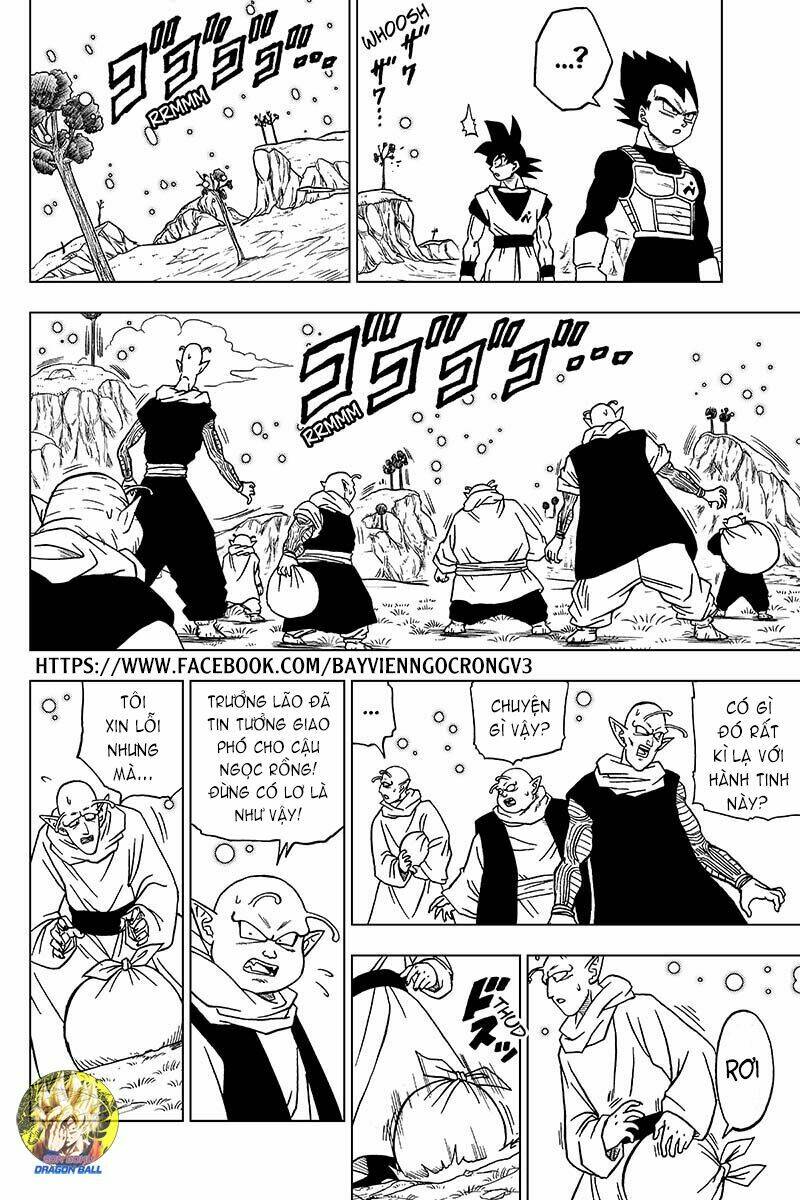 ...?
WHOOSH
ザザ
ザザ...
ゴゴゴゴ...
RRMMM
ゴゴゴゴ...
RRMMM
HTTPS://WWW.FACEBOOK.COM/BAYVIENNGOCRONGV3
CÓ GÌ
ĐÓ RẤT
KÌ LẠ VỚI
HÀNH TINH
NÀY?
CHUYỆN
GÌ VẬY?
...
TRƯỞNG LÃO ĐÃ
TIN TƯỞNG GIAO
PHÓ CHO CẬU
NGỌC RỒNG!
ĐỪNG CÓ LƠ LÀ
NHƯ VẬY!
TÔI
XIN LỖI
NHƯNG
MÀ...
RƠI
ドスッ
THUD
DRAGON BALL